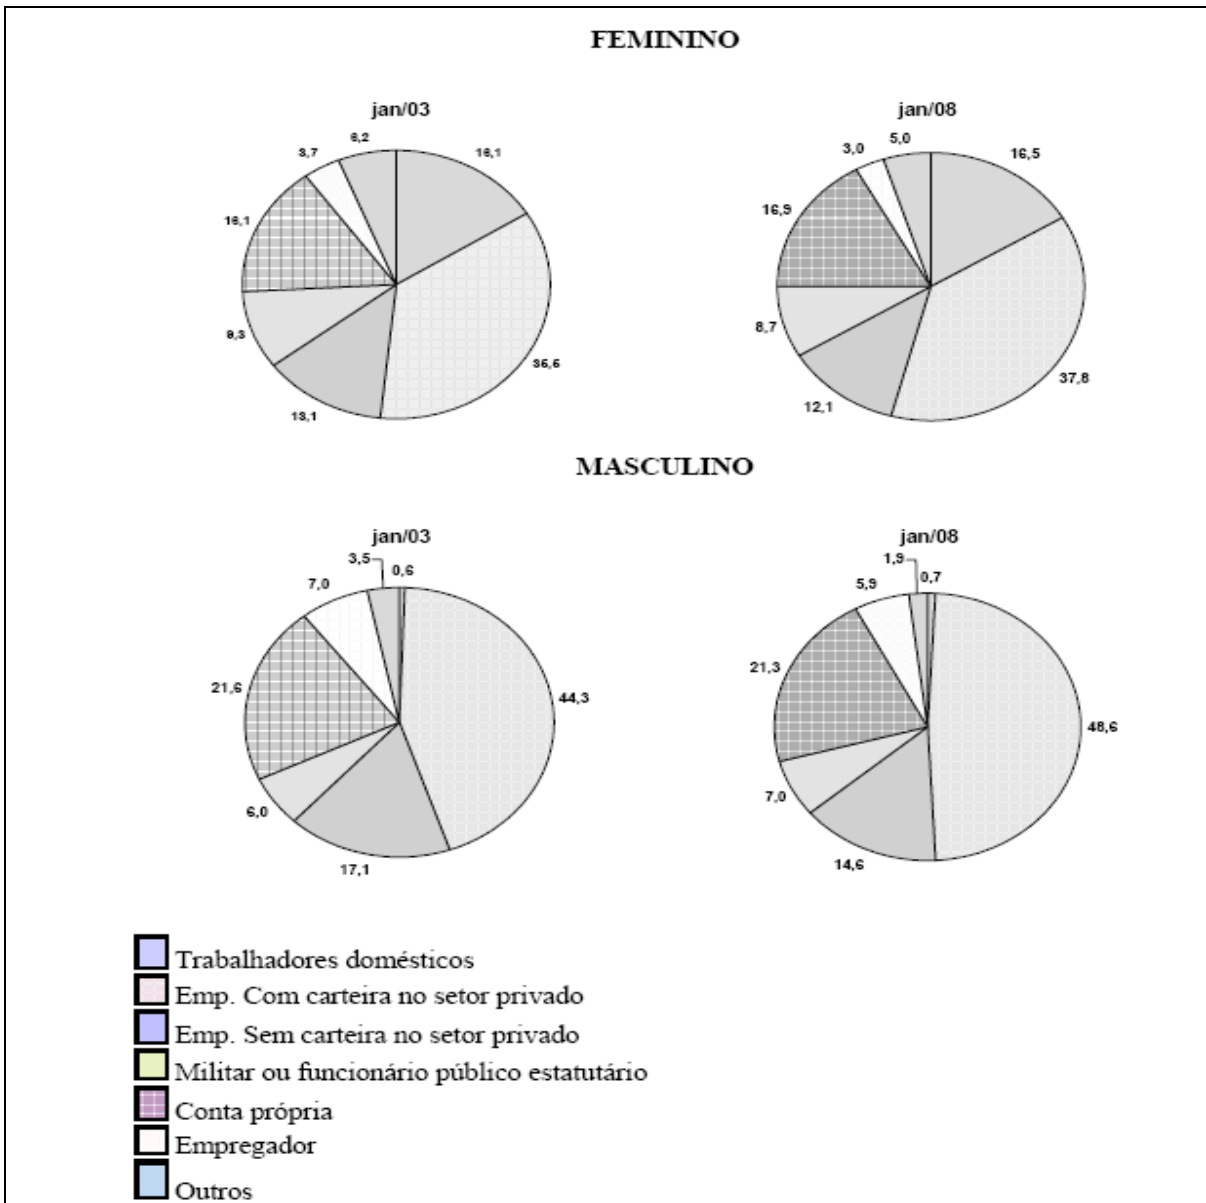 FEMININO
jan/03
jan/08
6,2
3,7
16,1
16,1
9,3
13,1
35,6
5,0
3,0
16,5
16,9
8,7
12,1
37,8
MASCULINO
jan/03
jan/08
3,5
0,6
7,0
21,6
44,3
6,0
17,1
1,9
0,7
5,9
21,3
48,6
7,0
14,6
Trabalhadores domésticos
Emp. Com carteira no setor privado
Emp. Sem carteira no setor privado
Militar ou funcionário público estatutário
Conta própria
Empregador
Outros